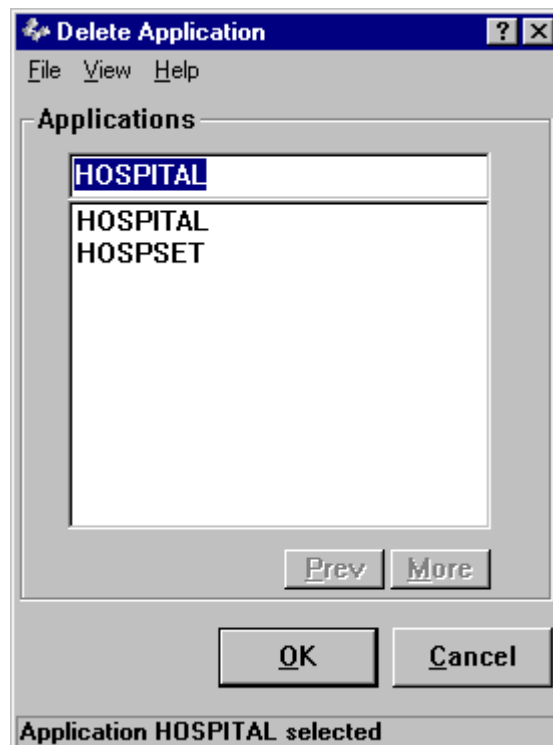 Delete Application ? X
File View Help
Applications
HOSPITAL
HOSPITAL
HOSPSET
Prev More
OK Cancel
Application HOSPITAL selected